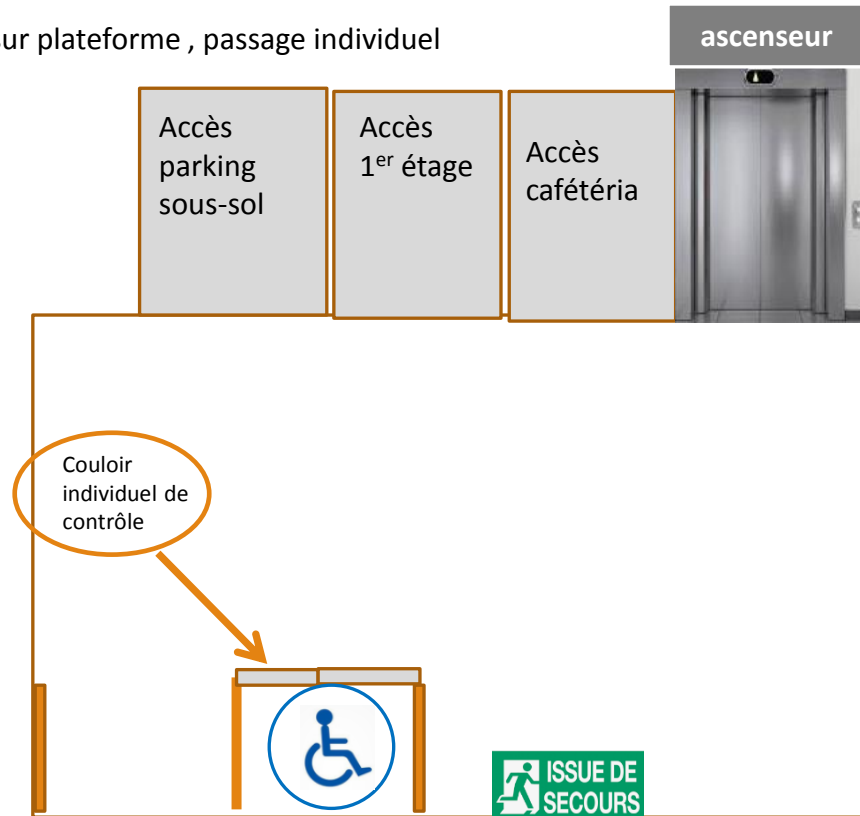 sur plateforme , passage individuel
ascenseur
Accès
parking
sous-sol
Accès
1er étage
Accès
cafétéria
Couloir
individuel de
contrôle
ISSUE DE
SECOURS